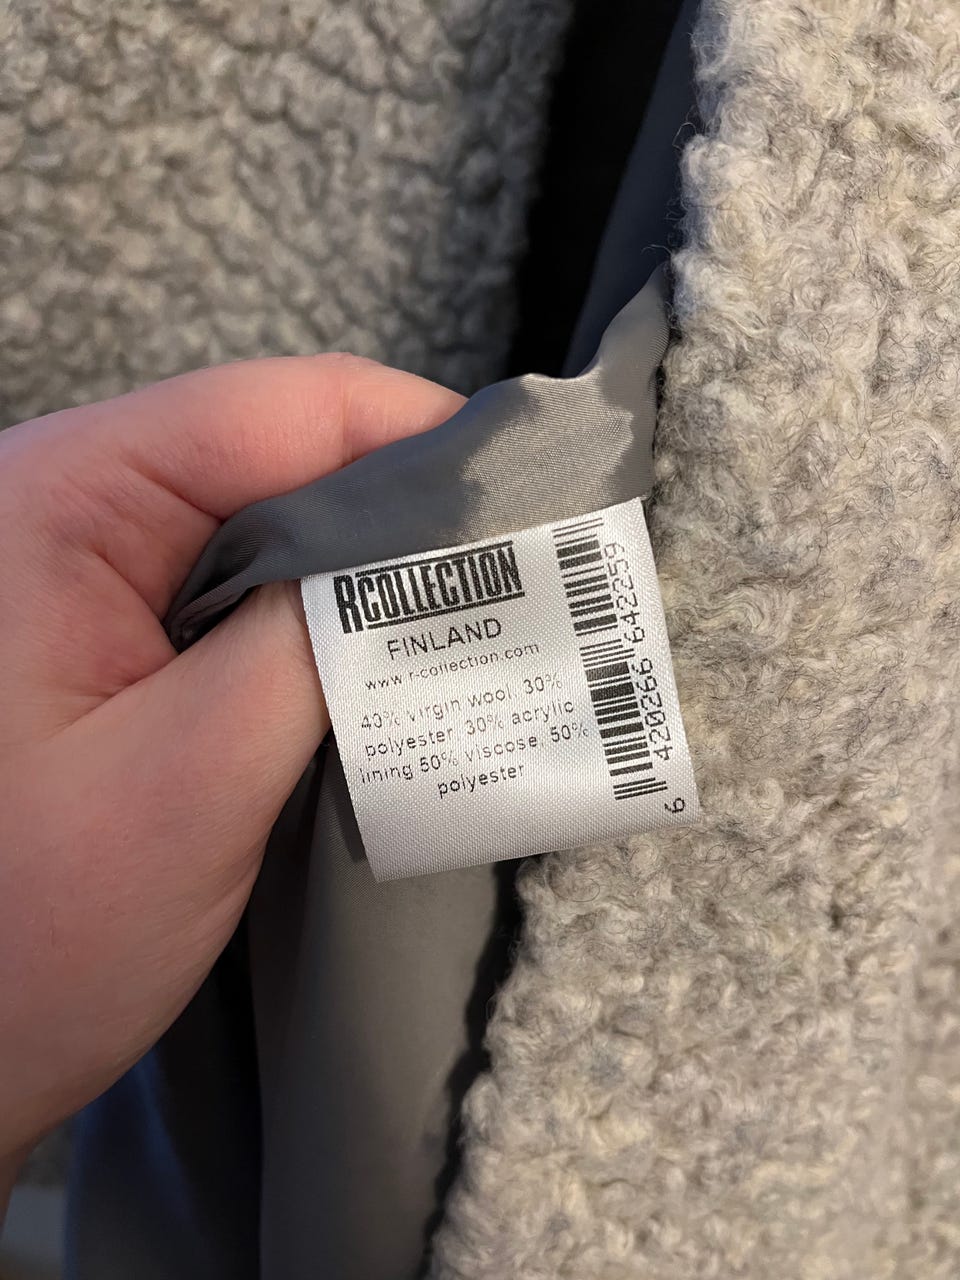 RCOLLECTION
FINLAND
www.r-collection.com
40% virgin wool, 30%
polyester, 30% acrylic
lining 50% viscose, 50%
polyester
6 420266 642259